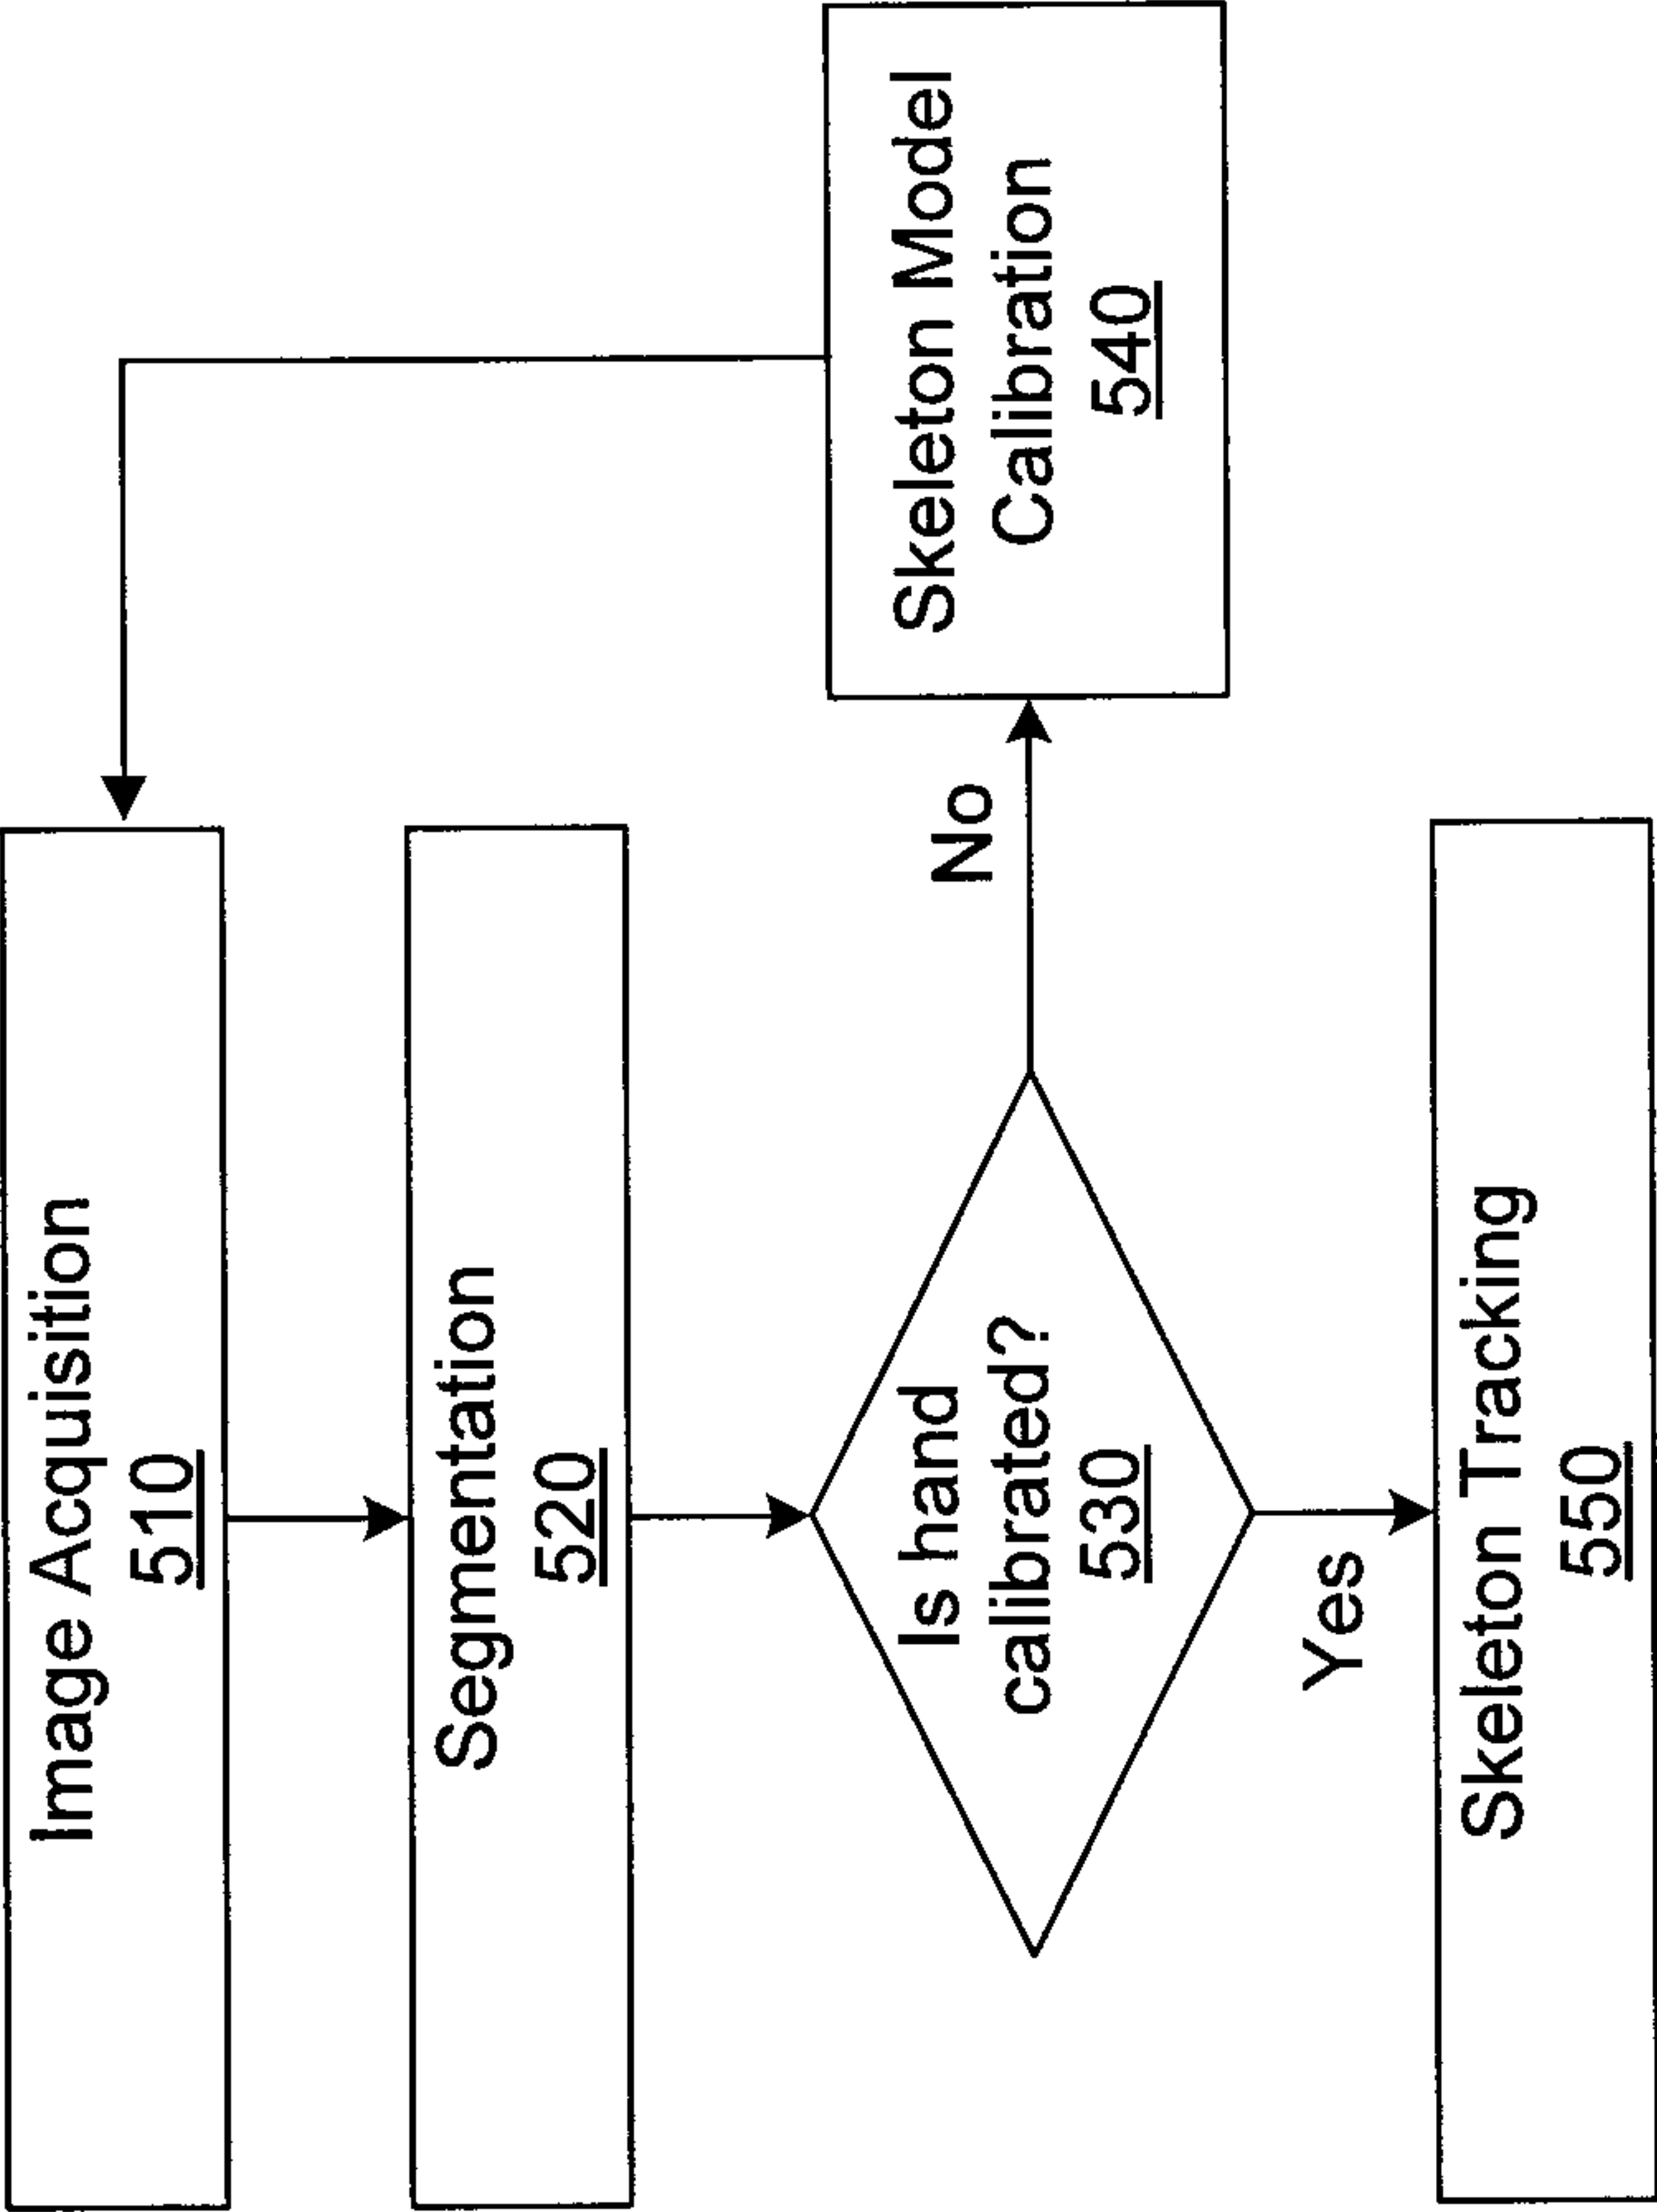 Image Acquisition
510
Segmentation
520
Is hand
calibrated?
530
No
Skeleton Model
Calibration
540
Yes
Skeleton Tracking
550